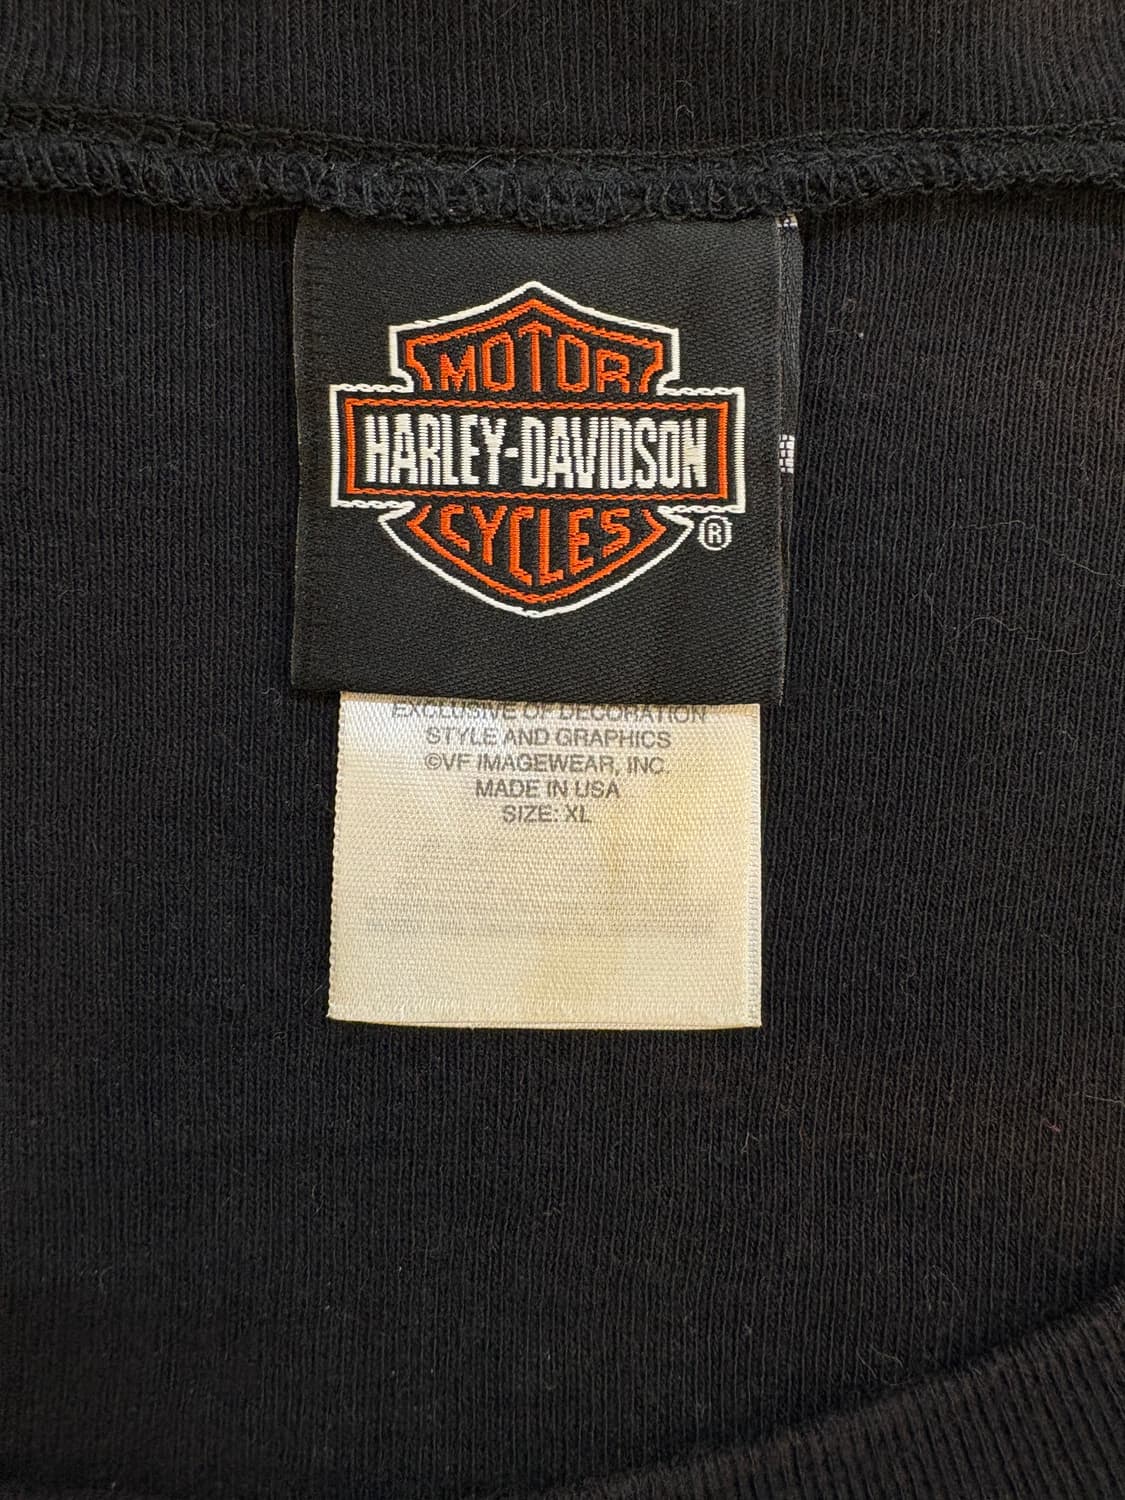 MOTOR
HARLEY-DAVIDSON
CYCLES
®
EXCLUSIVE OF DECORATION
STYLE AND GRAPHICS
©VF IMAGEWEAR, INC.
MADE IN USA
SIZE: XL